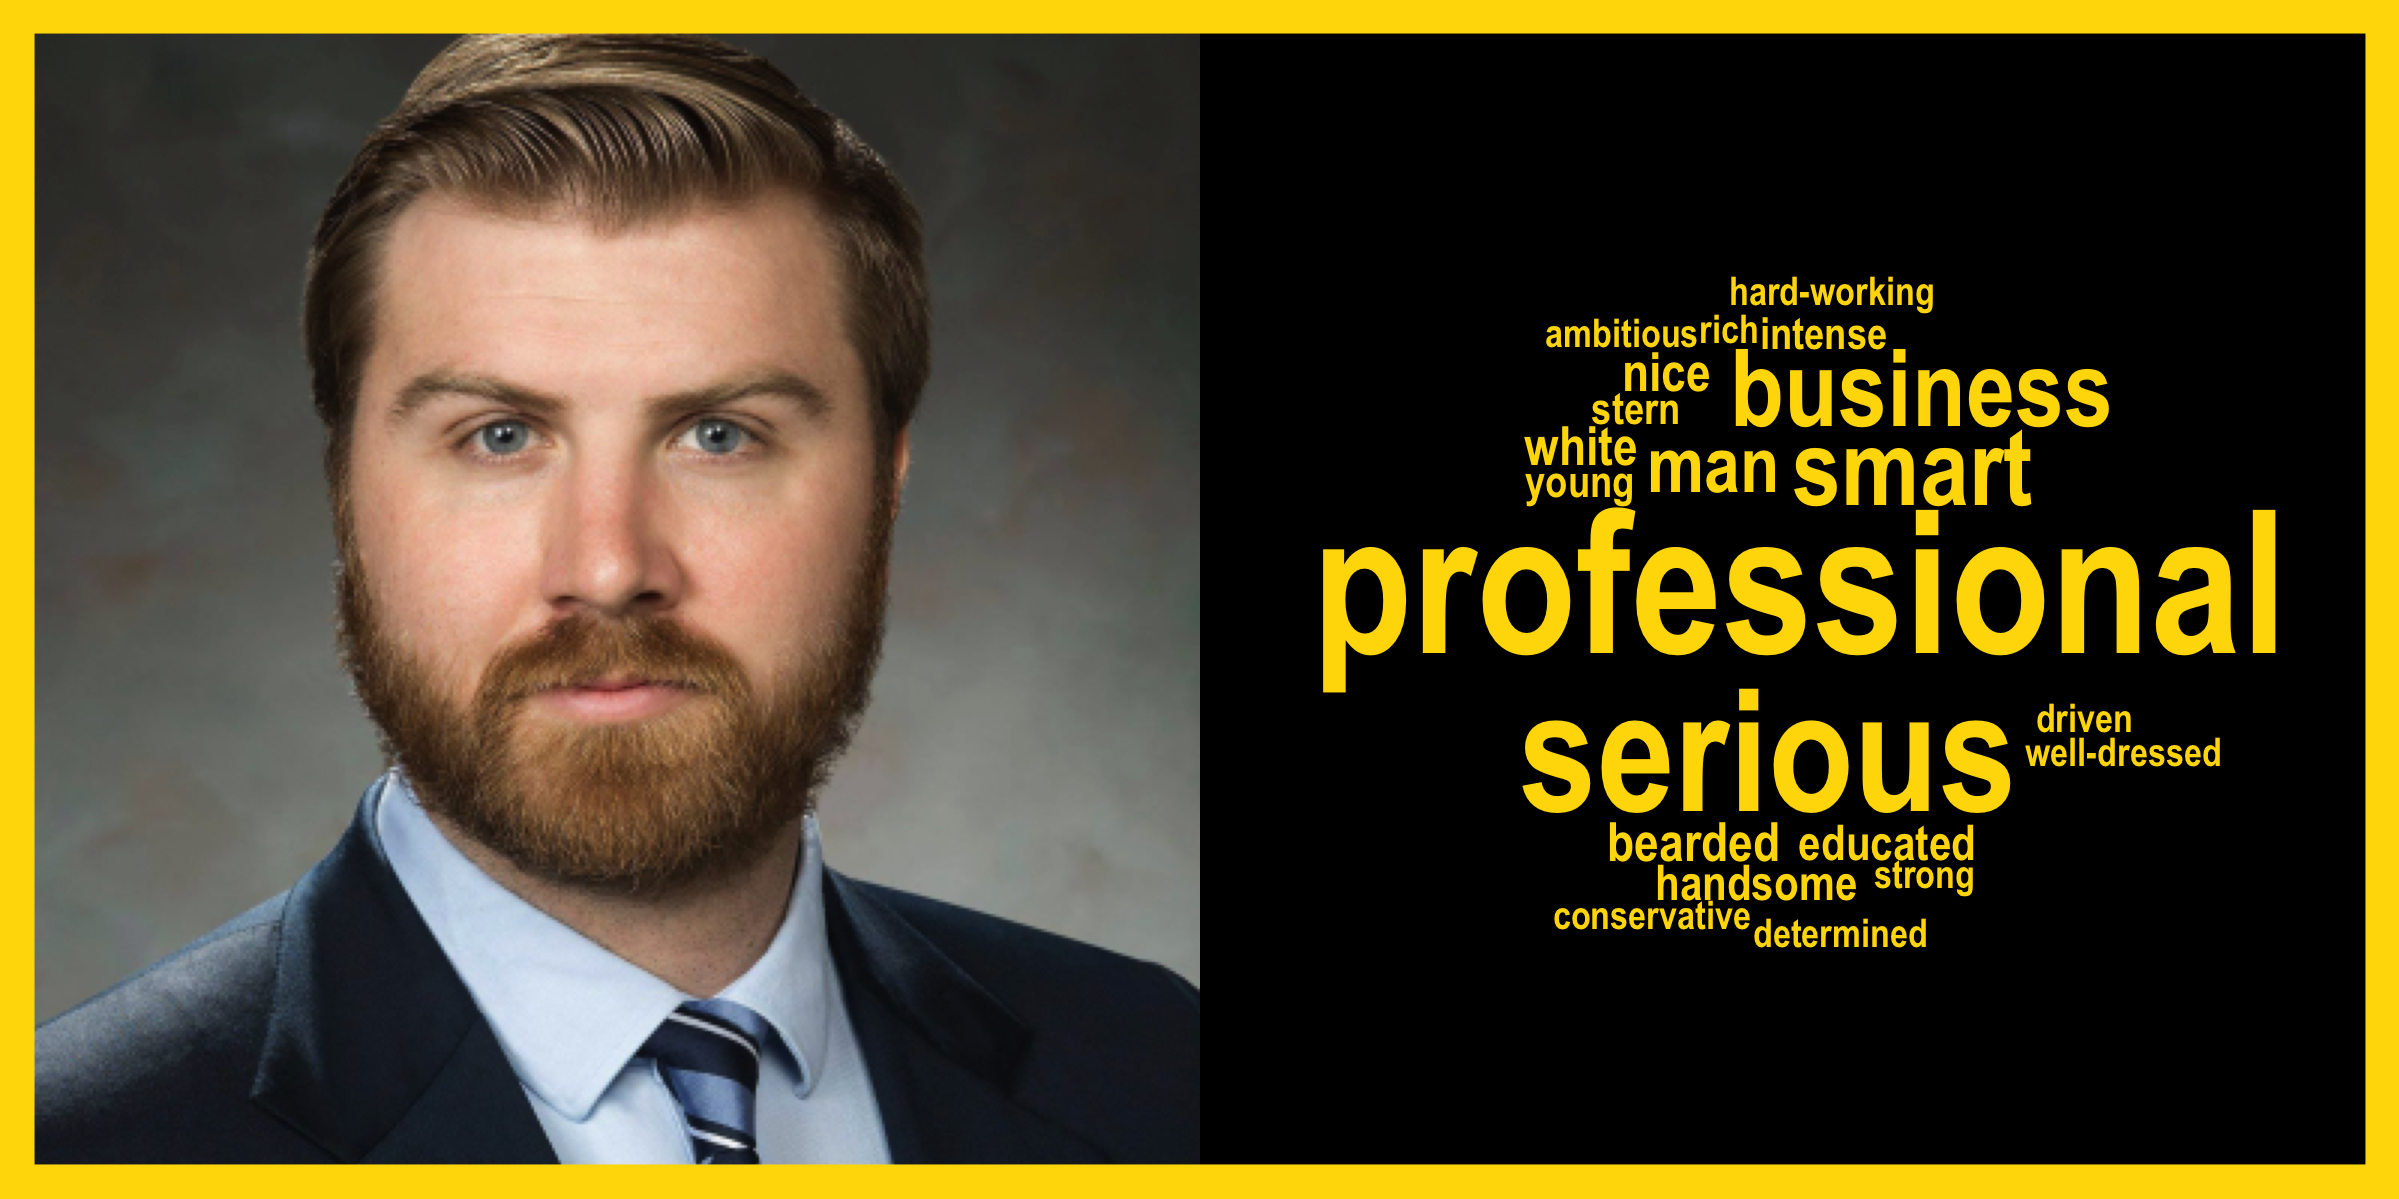 hard-working
ambitious rich intense
nice business
stern
white man smart
young
professional
serious driven
well-dressed
bearded educated
handsome strong
conservative determined